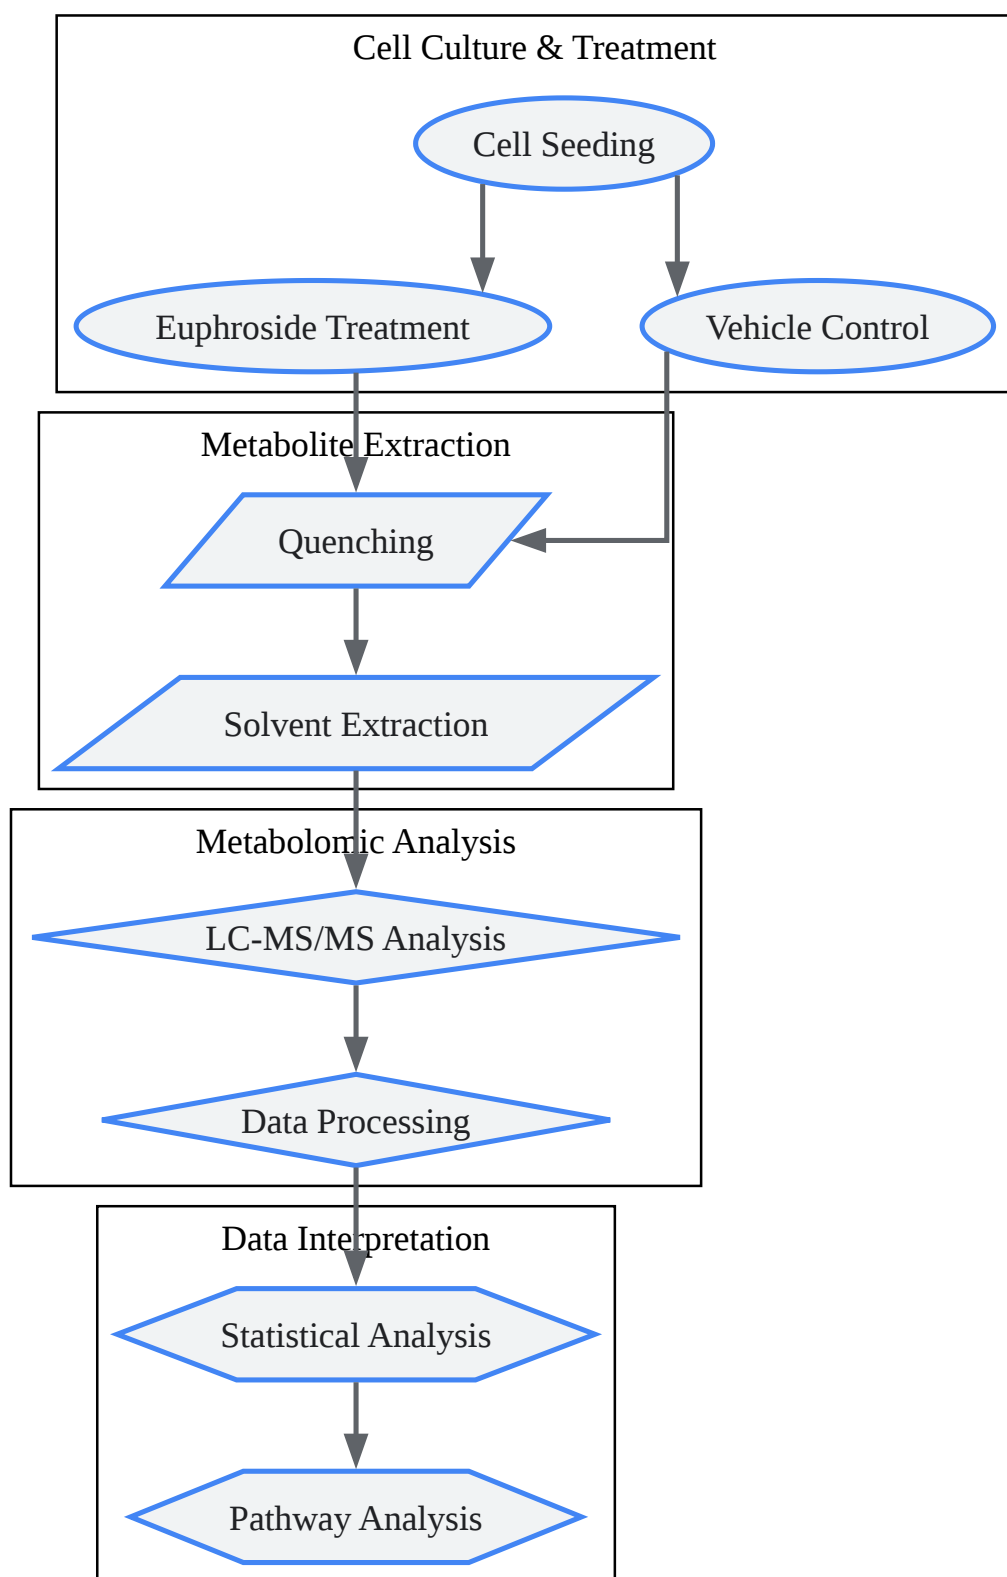 Cell Culture & Treatment
Cell Seeding
Euphroside Treatment
Vehicle Control
Metabolite Extraction
Quenching
Solvent Extraction
Metabolomic Analysis
LC-MS/MS Analysis
Data Processing
Data Interpretation
Statistical Analysis
Pathway Analysis